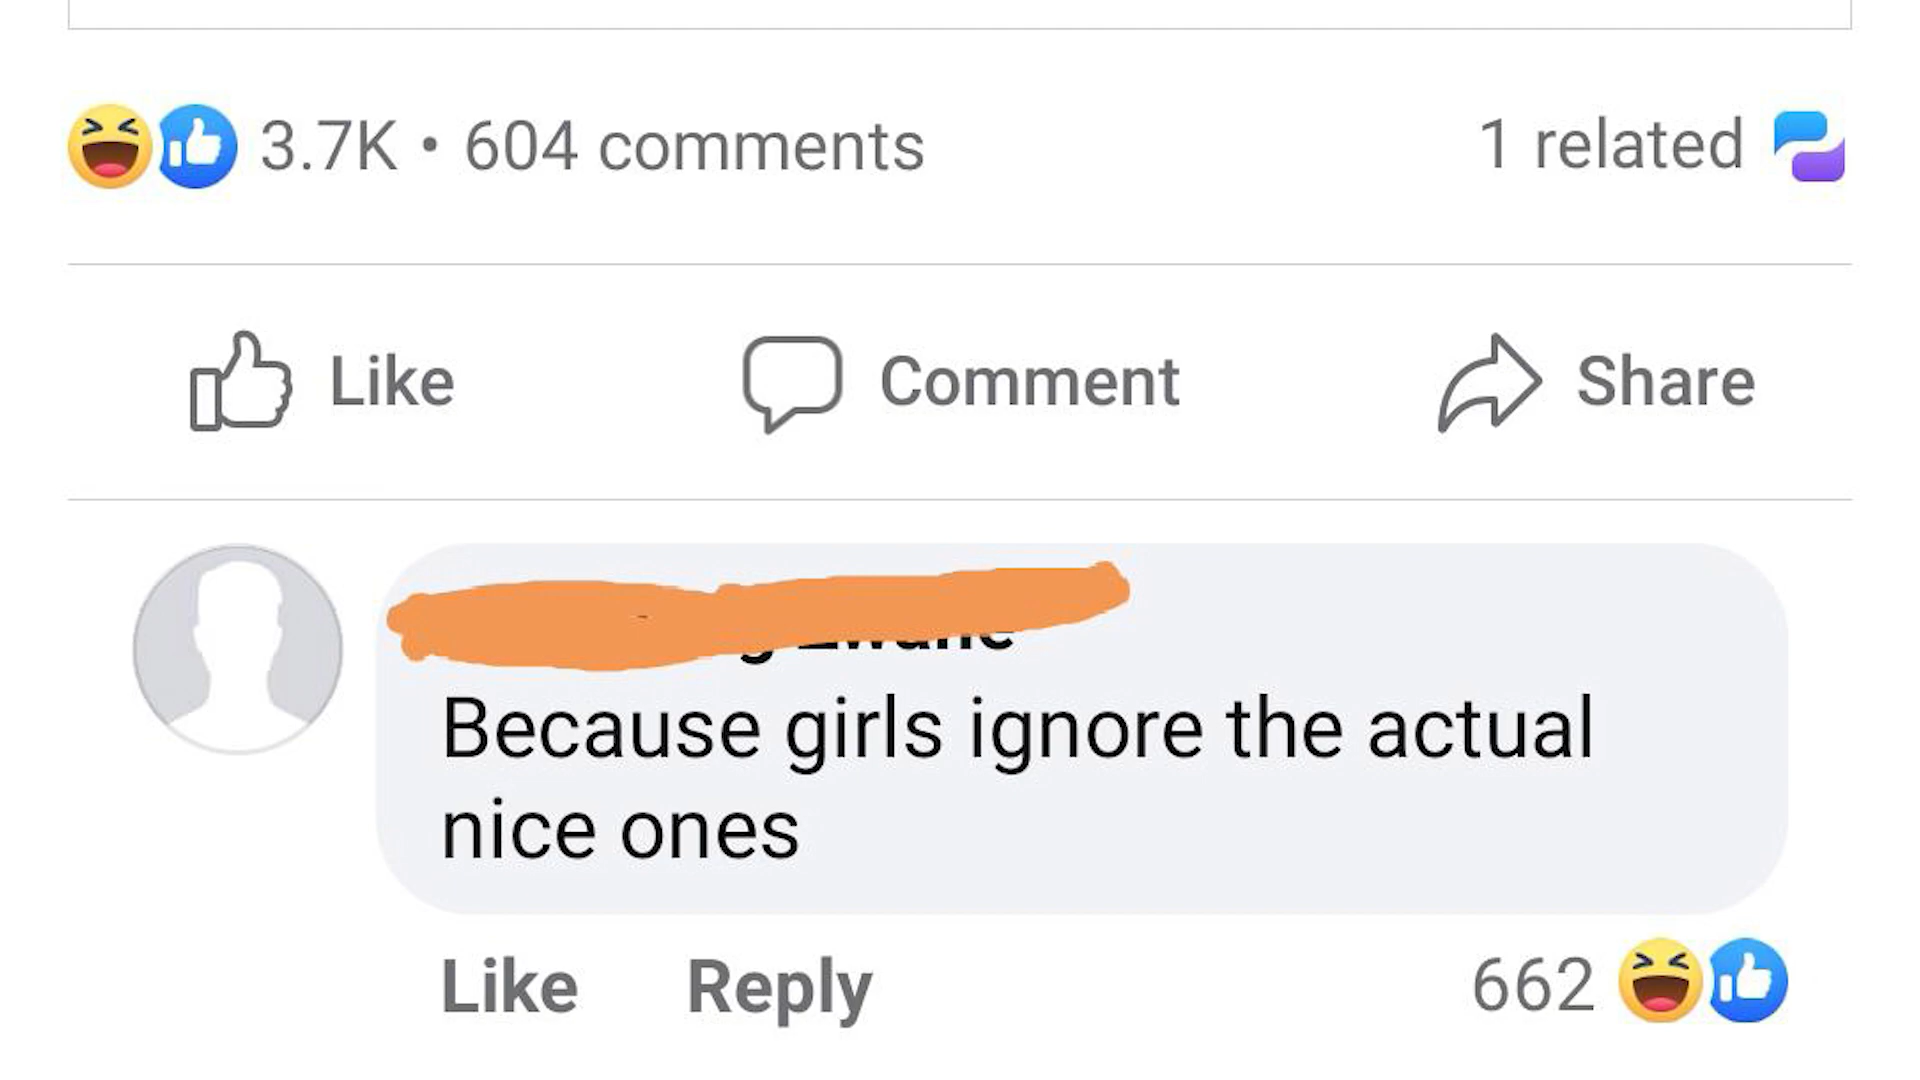 3.7K • 604 comments
1 related
Like
Comment
Share
Because girls ignore the actual
nice ones
Like
Reply
662